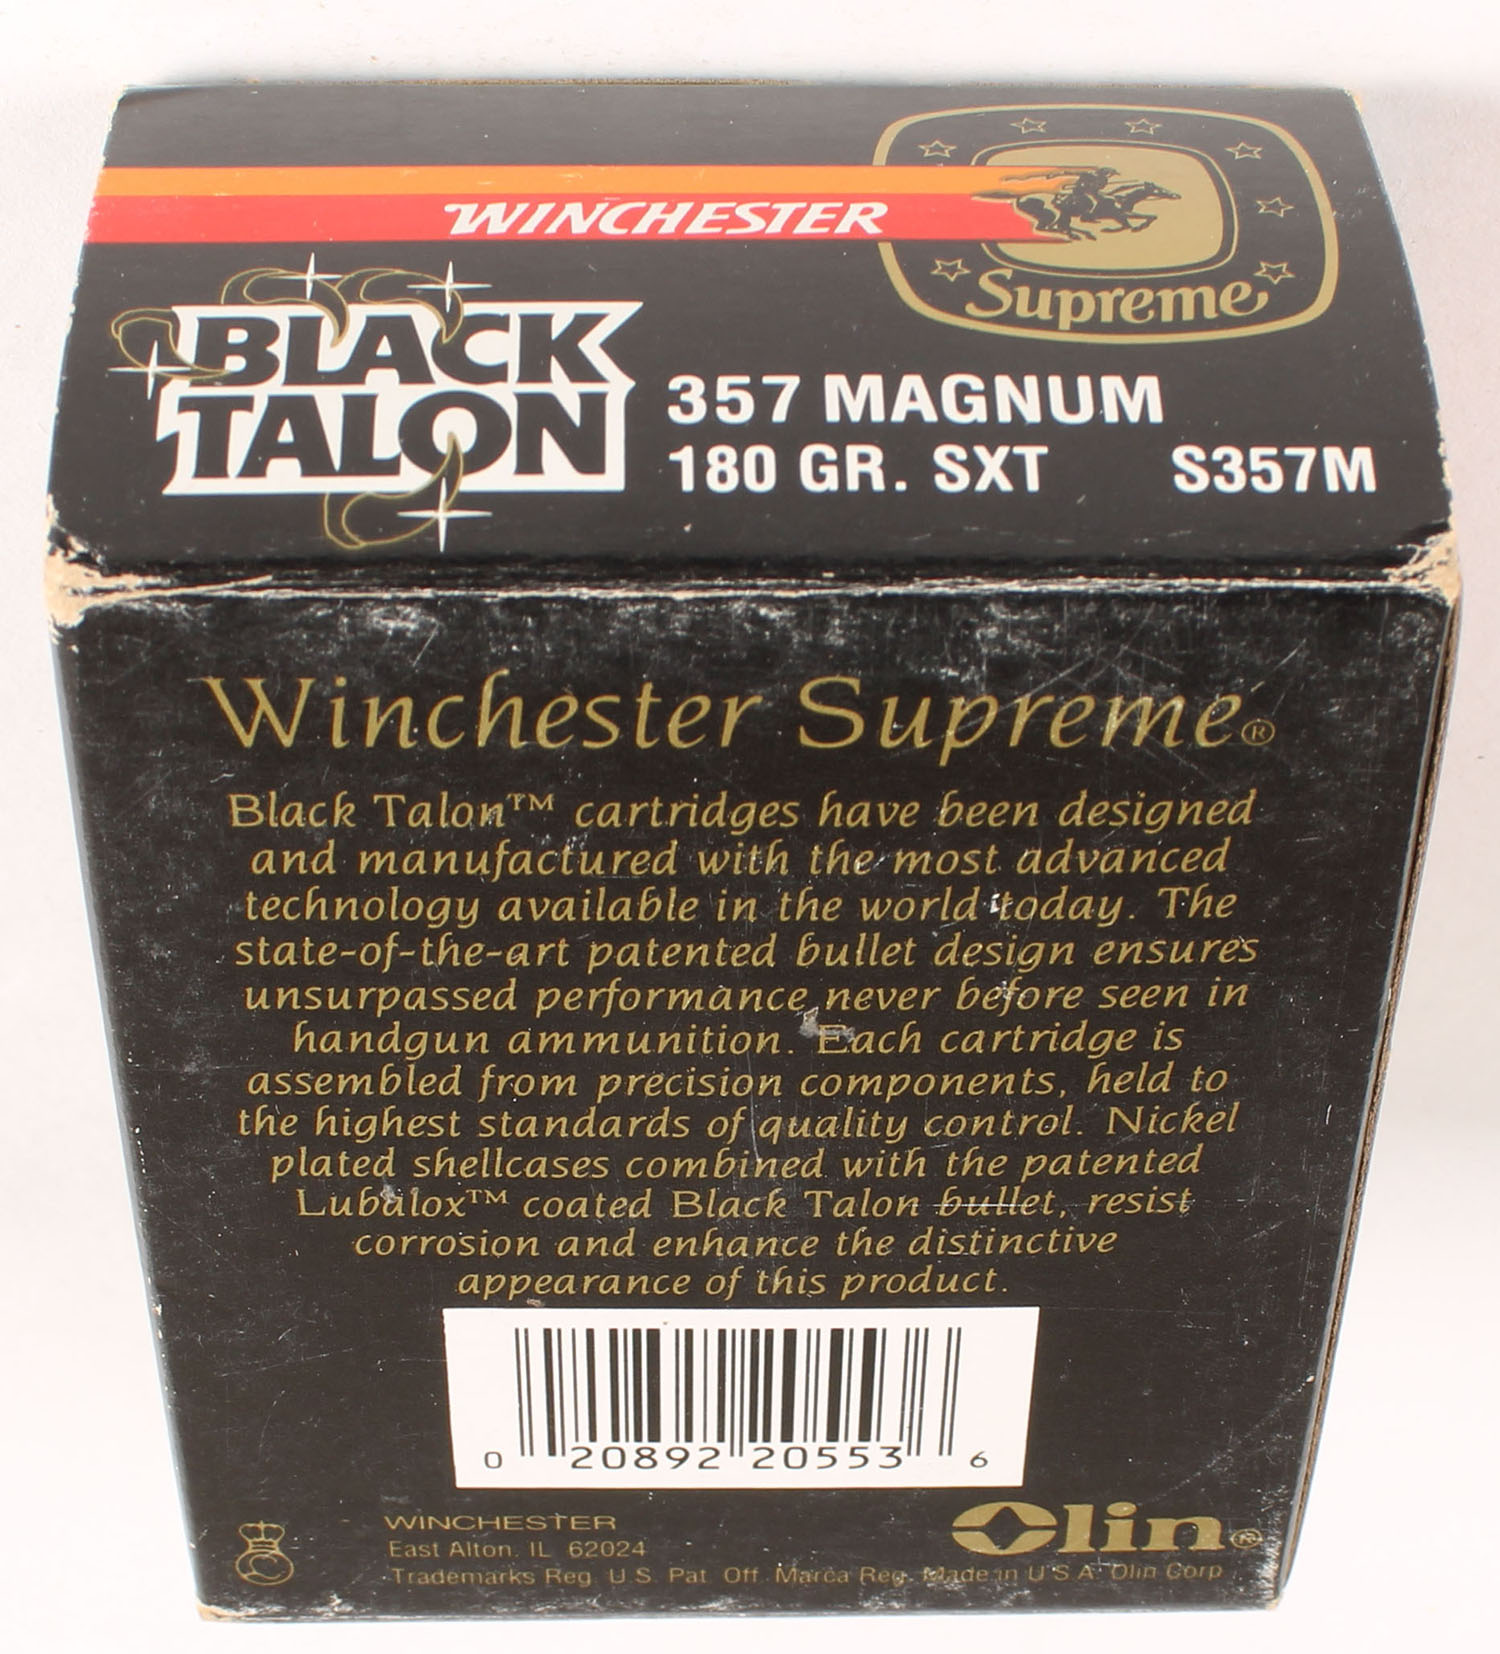 WINCHESTER
Supreme
BLACK
TALON
357 MAGNUM
180 GR. SXT S357M
Winchester Supreme®
Black Talon™ cartridges have been designed
and manufactured with the most advanced
technology available in the world today. The
state-of-the-art patented bullet design ensures
unsurpassed performance never before seen in
handgun ammunition. Each cartridge is
assembled from precision components, held to
the highest standards of quality control. Nickel
plated shellcases combined with the patented
Lubalox™ coated Black Talon bullet, resist
corrosion and enhance the distinctive
appearance of this product.
0 20892 20553 6
WINCHESTER
East Alton, IL 62024
Trademarks Reg. U.S. Pat. Off. Marca Reg. Made in U S A Olin Corp
Olin®